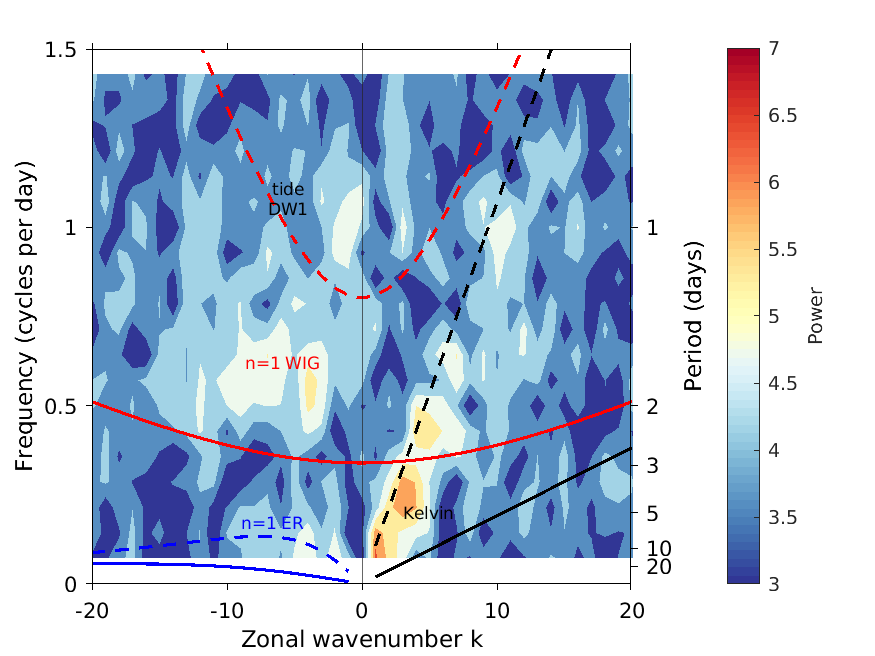 1.5
1
0.5
0
Frequency (cycles per day)
-20
-10
0
10
20
Zonal wavenumber k
tide
DW1
n=1 WIG
n=1 ER
Kelvin
1
2
3
5
10
20
Period (days)
7
6.5
6
5.5
5
4.5
4
3.5
3
Power